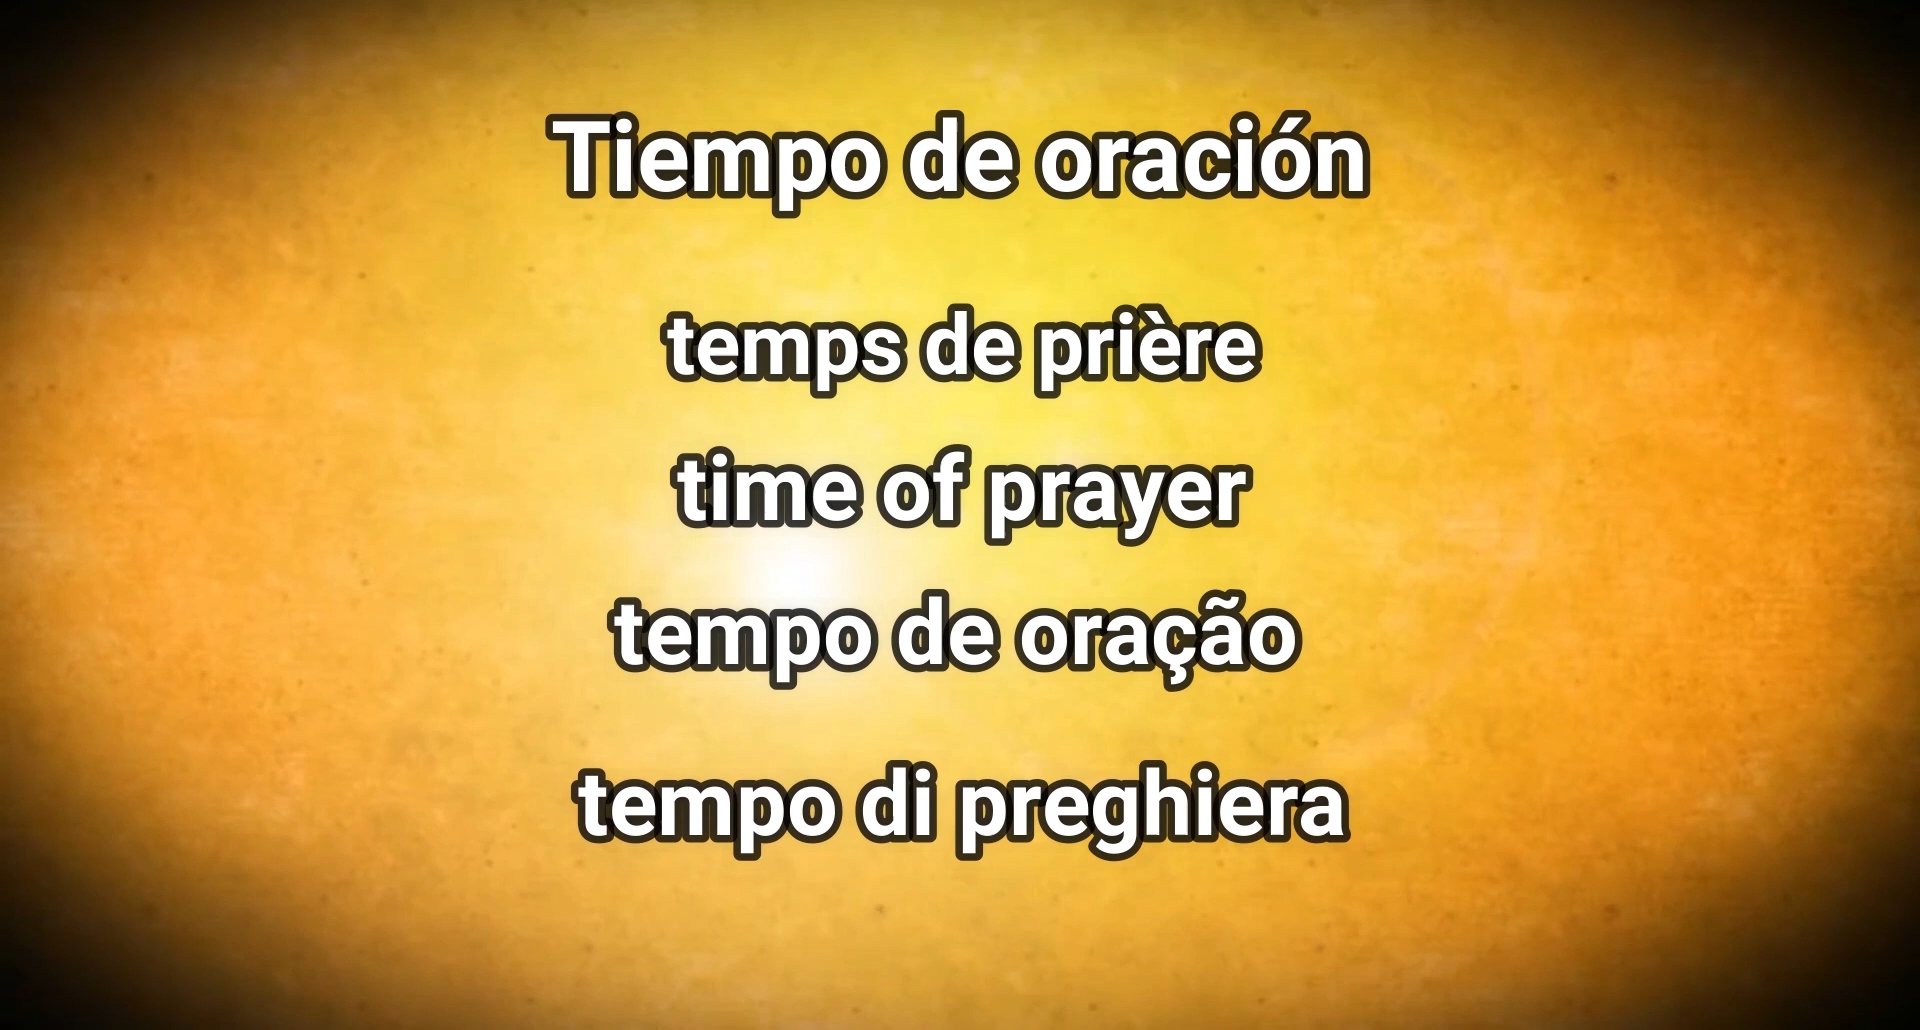 Tiempo de oración
temps de prière
time of prayer
tempo de oração
tempo di preghiera